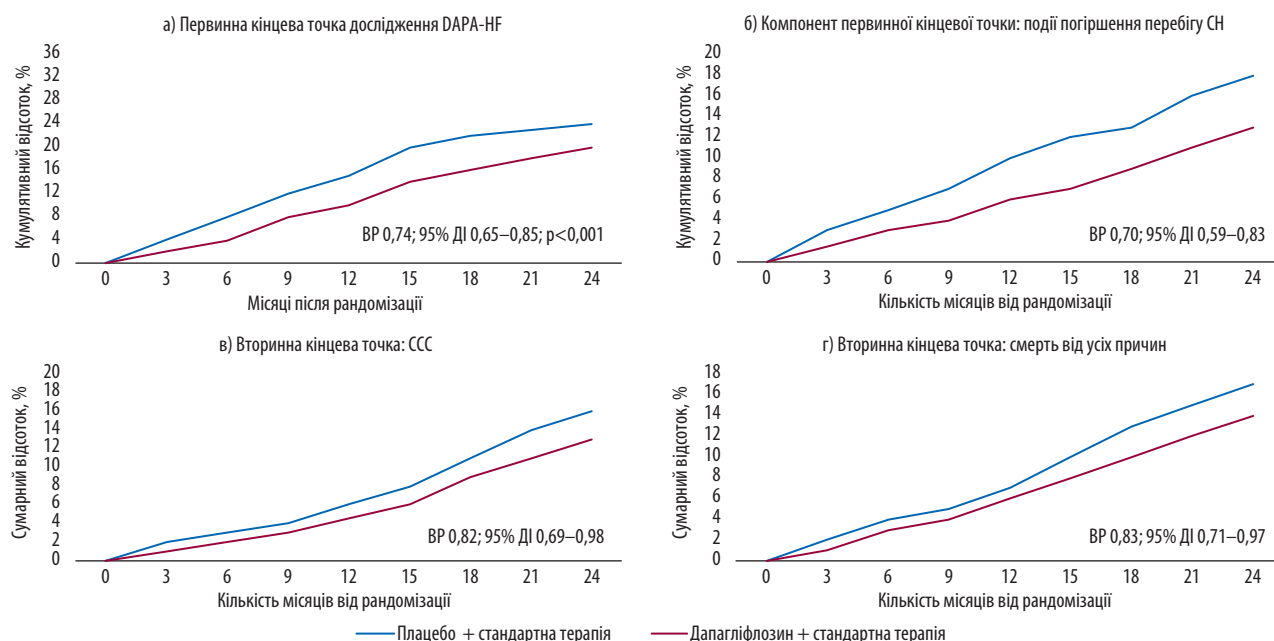 а) Первинна кінцева точка дослідження DAPA-HF
Кумулятивний відсоток, %
36
32
28
24
20
16
12
8
4
0
ВР 0,74; 95% ДІ 0,65–0,85; p<0,001
0 3 6 9 12 15 18 21 24
Місяці після рандомізації
б) Компонент первинної кінцевої точки: події погіршення перебігу СН
Кумулятивний відсоток, %
20
18
16
14
12
10
8
6
4
2
0
ВР 0,70; 95% ДІ 0,59–0,83
0 3 6 9 12 15 18 21 24
Кількість місяців від рандомізації
в) Вторинна кінцева точка: ССС
Сумарний відсоток, %
20
18
16
14
12
10
8
6
4
2
0
ВР 0,82; 95% ДІ 0,69–0,98
0 3 6 9 12 15 18 21 24
Кількість місяців від рандомізації
г) Вторинна кінцева точка: смерть від усіх причин
Сумарний відсоток, %
18
16
14
12
10
8
6
4
2
0
ВР 0,83; 95% ДІ 0,71–0,97
0 3 6 9 12 15 18 21 24
Кількість місяців від рандомізації
Плацебо + стандартна терапія
Дапагліфлозин + стандартна терапія